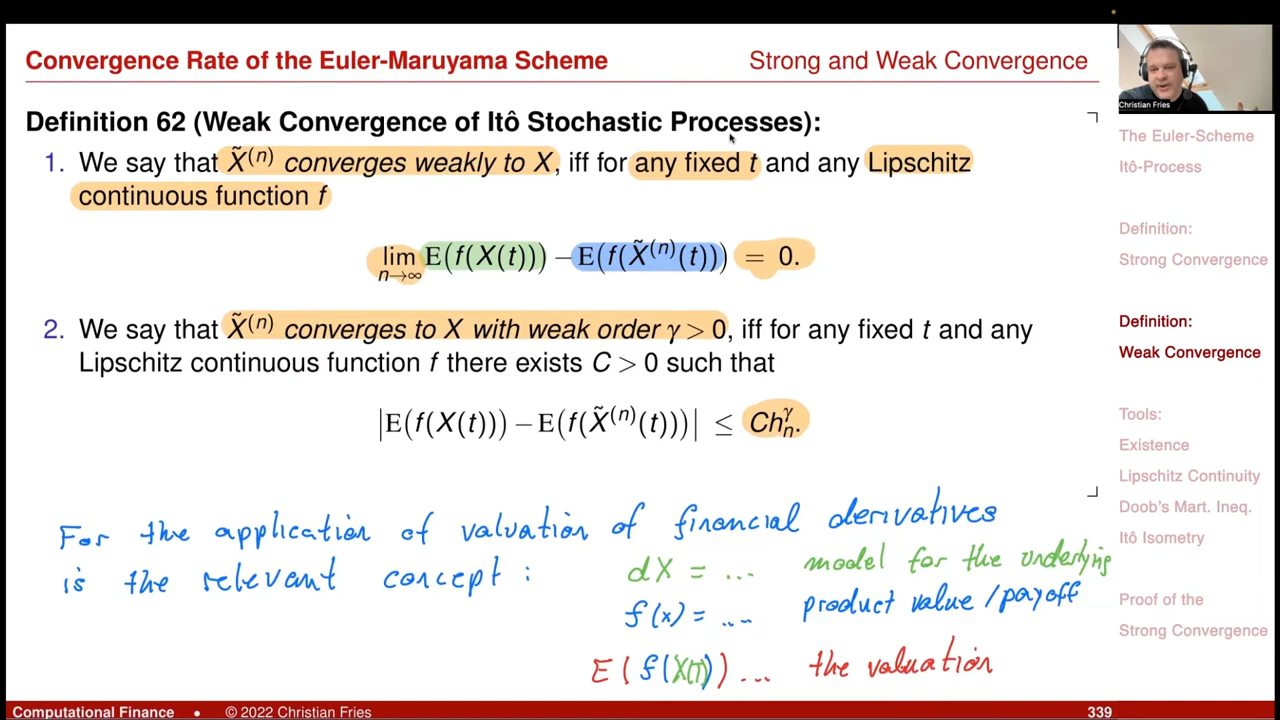 Convergence Rate of the Euler-Maruyama Scheme
Strong and Weak Convergence
Christian Fries
Definition 62 (Weak Convergence of Itô Stochastic Processes):
1. We say that X̃⁽ⁿ⁾ converges weakly to X, iff for any fixed t and any Lipschitz
continuous function f
lim n→∞ E(f(X(t))) − E(f(X̃⁽ⁿ⁾(t))) = 0.
2. We say that X̃⁽ⁿ⁾ converges to X with weak order γ > 0, iff for any fixed t and any
Lipschitz continuous function f there exists C > 0 such that
|E(f(X(t))) − E(f(X̃⁽ⁿ⁾(t)))| ≤ Chₙ^γ.
For the application of valuation of financial derivatives
is the relevant concept :
dX = ... model for the underlying
f(x) = ... product value / payoff
E(f(X(T))) ... the valuation
The Euler-Scheme
Itô-Process
Definition:
Strong Convergence
Definition:
Weak Convergence
Tools:
Existence
Lipschitz Continuity
Doob's Mart. Ineq.
Itô Isometry
Proof of the
Strong Convergence
Computational Finance • © 2022 Christian Fries
339